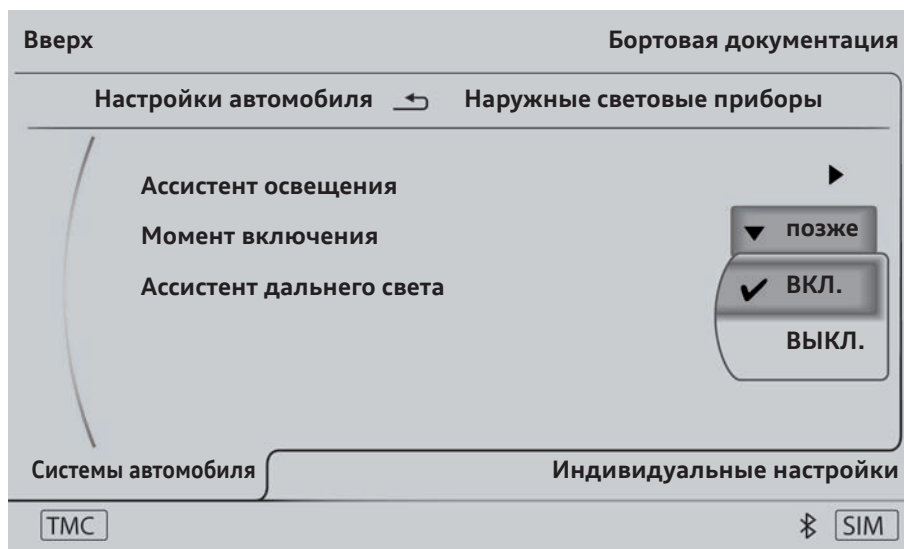 Вверх Бортовая документация
Настройки автомобиля Наружные световые приборы
Ассистент освещения
Момент включения позже
Ассистент дальнего света ВКЛ.
ВЫКЛ.
Системы автомобиля Индивидуальные настройки
TMC SIM